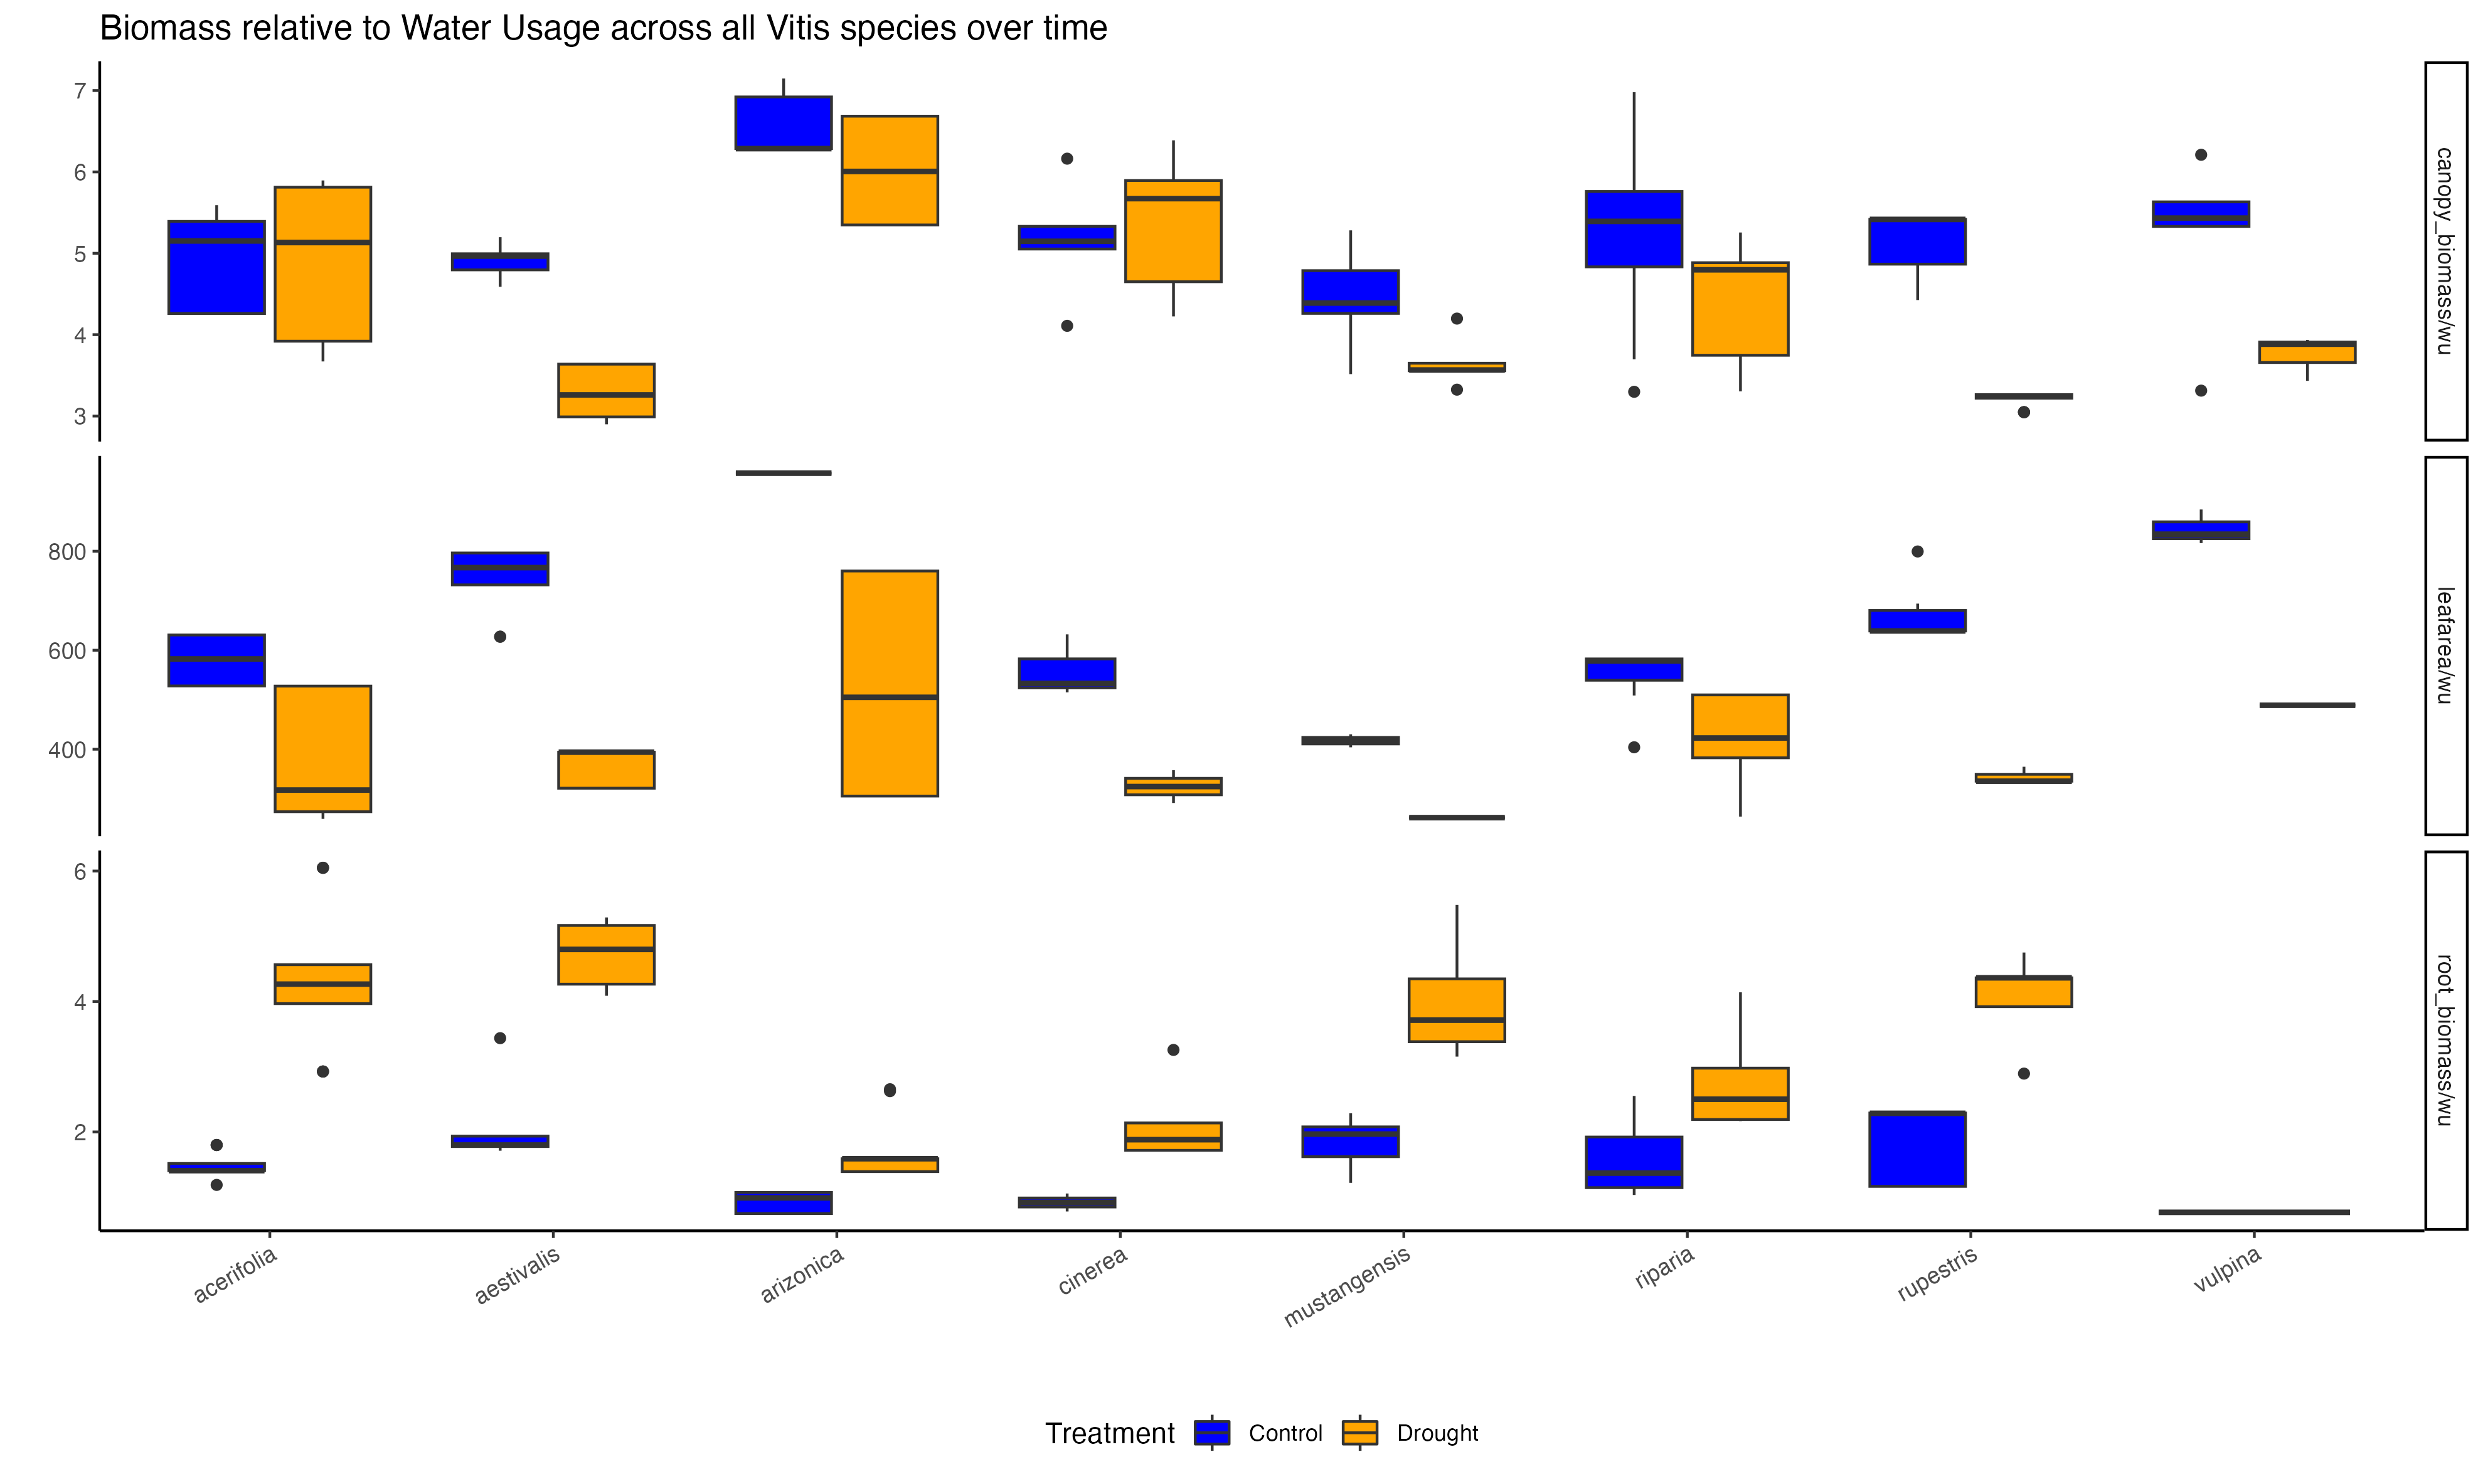 Biomass relative to Water Usage across all Vitis species over time
7
6
5
4
3
canopy_biomass/wu
800
600
400
leafarea/wu
6
4
2
root_biomass/wu
acerifolia
aestivalis
arizonica
cinerea
mustangensis
riparia
rupestris
vulpina
Treatment Control Drought